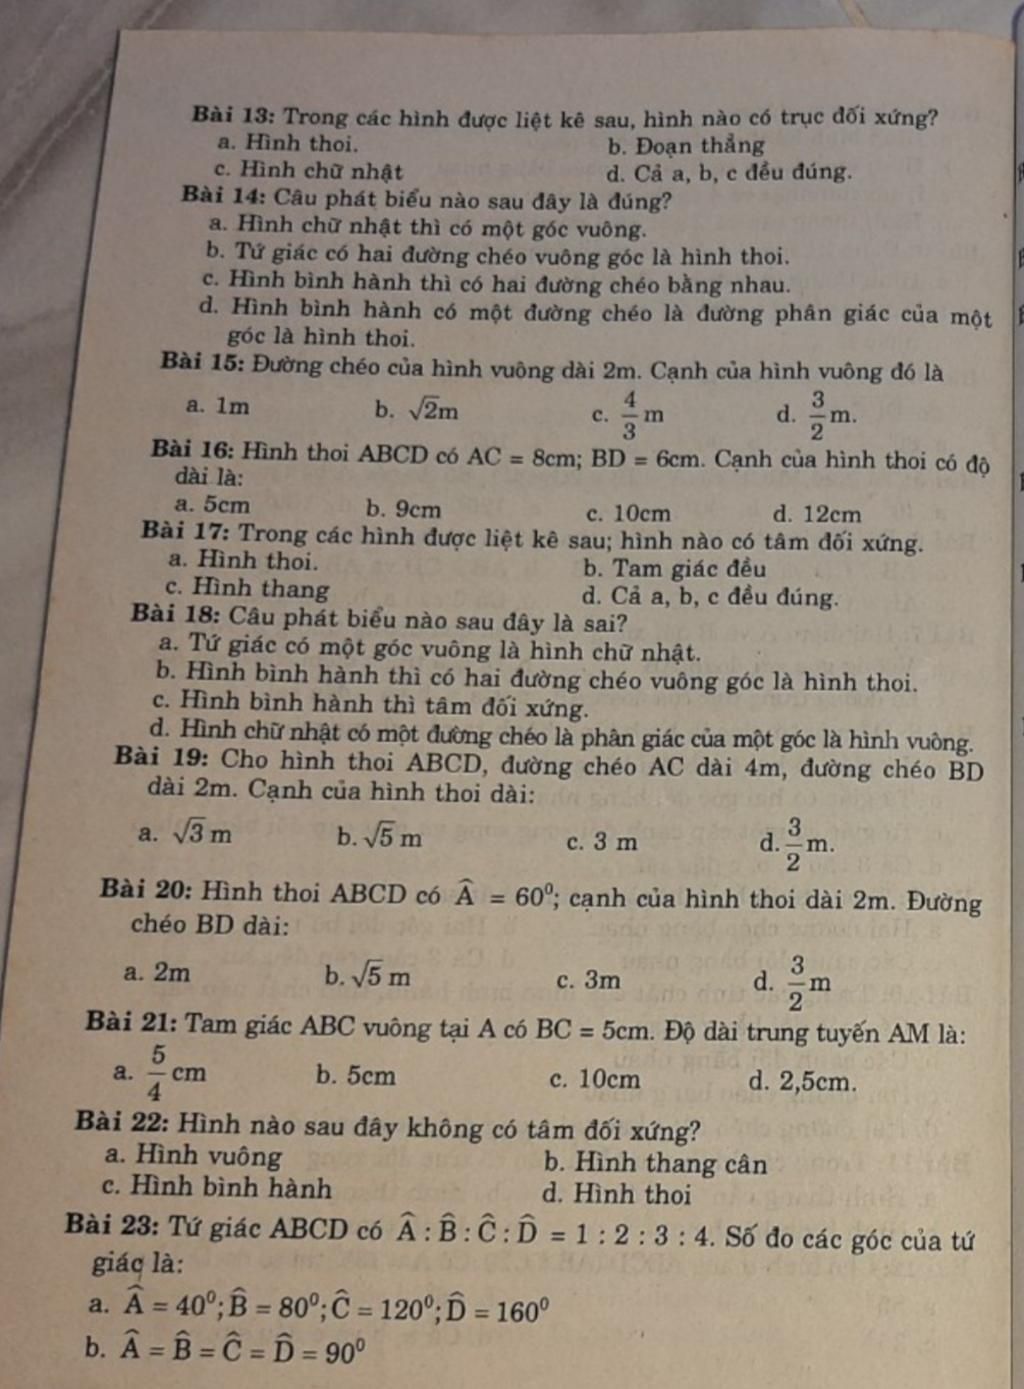 Bài 13: Trong các hình được liệt kê sau, hình nào có trục đối xứng?
a. Hình thoi. b. Đoạn thẳng
c. Hình chữ nhật d. Cả a, b, c đều đúng.
Bài 14: Câu phát biểu nào sau đây là đúng?
a. Hình chữ nhật thì có một góc vuông.
b. Tứ giác có hai đường chéo vuông góc là hình thoi.
c. Hình bình hành thì có hai đường chéo bằng nhau.
d. Hình bình hành có một đường chéo là đường phân giác của một
góc là hình thoi.
Bài 15: Đường chéo của hình vuông dài 2m. Cạnh của hình vuông đó là
a. 1m b. √2m c. 4/3 m d. 3/2 m.
Bài 16: Hình thoi ABCD có AC = 8cm; BD = 6cm. Cạnh của hình thoi có độ
dài là:
a. 5cm b. 9cm c. 10cm d. 12cm
Bài 17: Trong các hình được liệt kê sau; hình nào có tâm đối xứng.
a. Hình thoi. b. Tam giác đều
c. Hình thang d. Cả a, b, c đều đúng.
Bài 18: Câu phát biểu nào sau đây là sai?
a. Tứ giác có một góc vuông là hình chữ nhật.
b. Hình bình hành thì có hai đường chéo vuông góc là hình thoi.
c. Hình bình hành thì tâm đối xứng.
d. Hình chữ nhật có một đường chéo là phân giác của một góc là hình vuông.
Bài 19: Cho hình thoi ABCD, đường chéo AC dài 4m, đường chéo BD
dài 2m. Cạnh của hình thoi dài:
a. √3 m b. √5 m c. 3 m d. 3/2 m.
Bài 20: Hình thoi ABCD có Â = 60⁰; cạnh của hình thoi dài 2m. Đường
chéo BD dài:
a. 2m b. √5 m c. 3m d. 3/2 m
Bài 21: Tam giác ABC vuông tại A có BC = 5cm. Độ dài trung tuyến AM là:
a. 5/4 cm b. 5cm c. 10cm d. 2,5cm.
Bài 22: Hình nào sau đây không có tâm đối xứng?
a. Hình vuông b. Hình thang cân
c. Hình bình hành d. Hình thoi
Bài 23: Tứ giác ABCD có Â : B̂ : Ĉ : D̂ = 1 : 2 : 3 : 4. Số đo các góc của tứ
giác là:
a. Â = 40⁰; B̂ = 80⁰; Ĉ = 120⁰; D̂ = 160⁰
b. Â = B̂ = Ĉ = D̂ = 90⁰